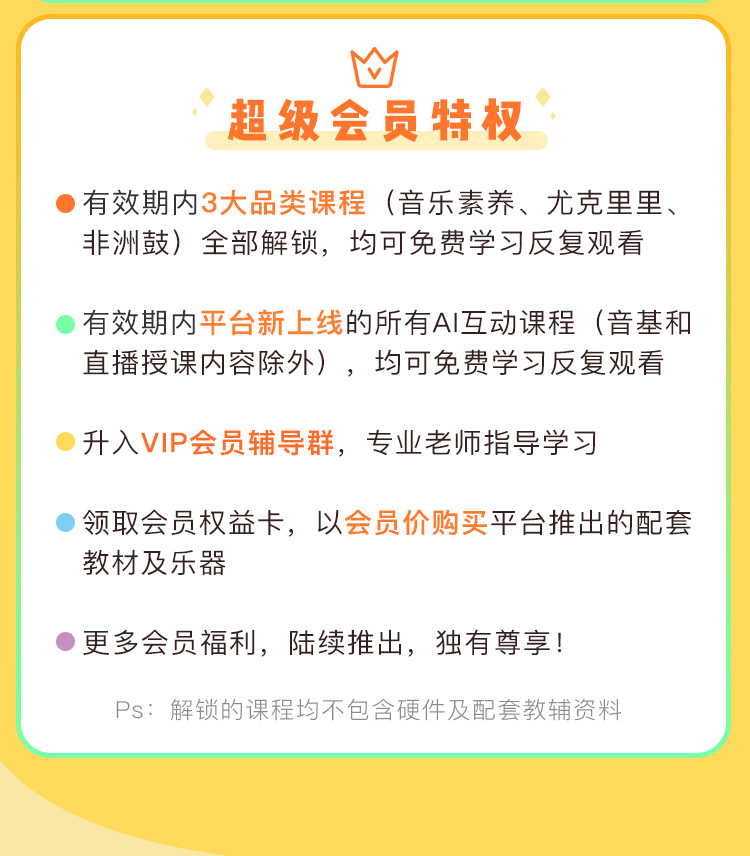 超级会员特权
有效期内3大品类课程（音乐素养、尤克里里、
非洲鼓）全部解锁，均可免费学习反复观看
有效期内平台新上线的所有AI互动课程（音基和
直播授课内容除外），均可免费学习反复观看
升入VIP会员辅导群，专业老师指导学习
领取会员权益卡，以会员价购买平台推出的配套
教材及乐器
更多会员福利，陆续推出，独有尊享！
Ps：解锁的课程均不包含硬件及配套教辅资料